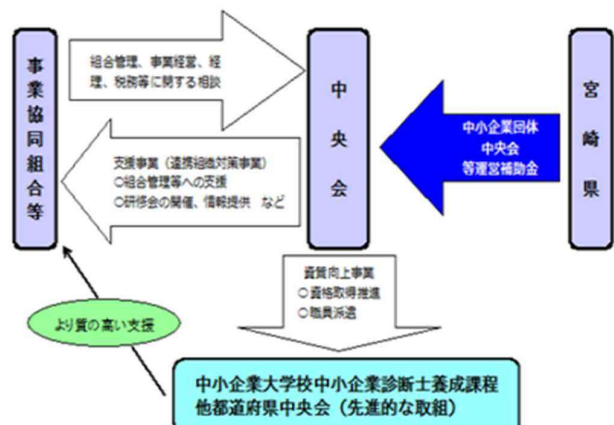 事業協同組合等
組合管理、事業経営、経
理、税務等に関する相談
中央会
中小企業団体
中央会
等運営補助金
宮崎県
支援事業（連携組織対策事業）
○組合管理等への支援
○研修会の開催、情報提供　など
資質向上事業
○資格取得推進
○職員派遣
より質の高い支援
中小企業大学校中小企業診断士養成課程
他都道府県中央会（先進的な取組）